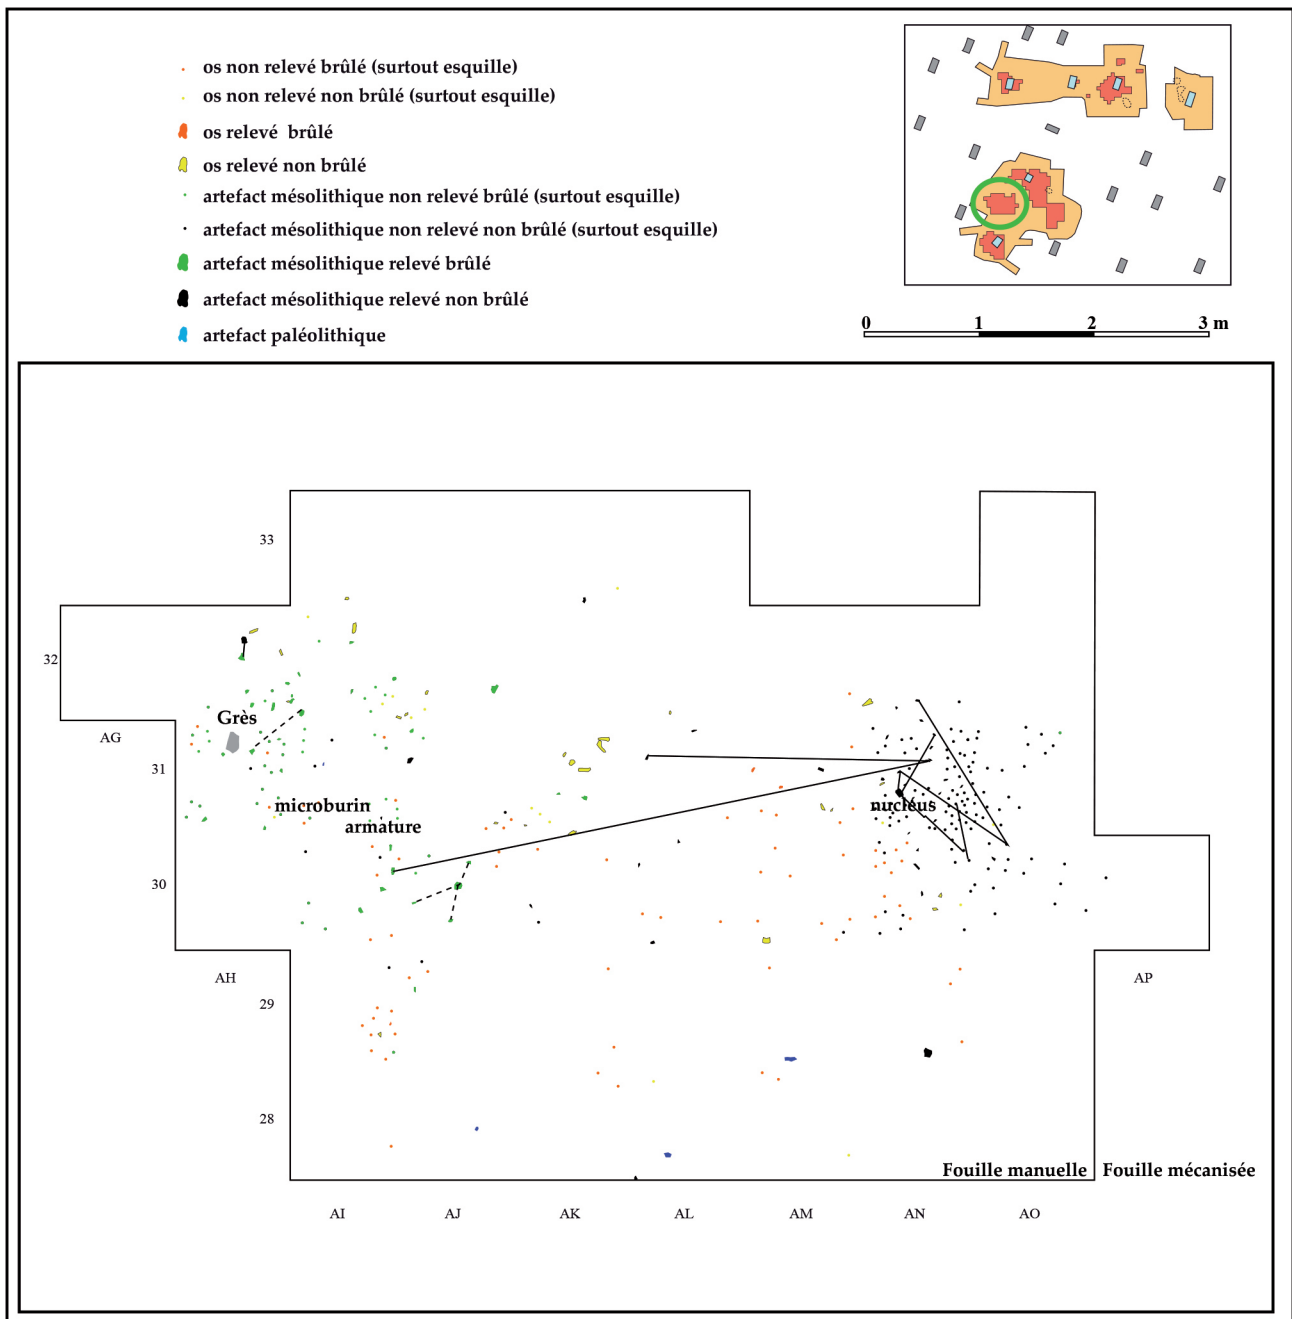 os non relevé brûlé (surtout esquille)
os non relevé non brûlé (surtout esquille)
os relevé  brûlé
os relevé non brûlé
artefact mésolithique non relevé brûlé (surtout esquille)
artefact mésolithique non relevé non brûlé (surtout esquille)
artefact mésolithique relevé brûlé
artefact mésolithique relevé non brûlé
artefact paléolithique
0 1 2 3 m
33
32
Grès
AG
31
microburin
nucléus
armature
30
AH
AP
29
28
Fouille manuelle
Fouille mécanisée
AI AJ AK AL AM AN AO